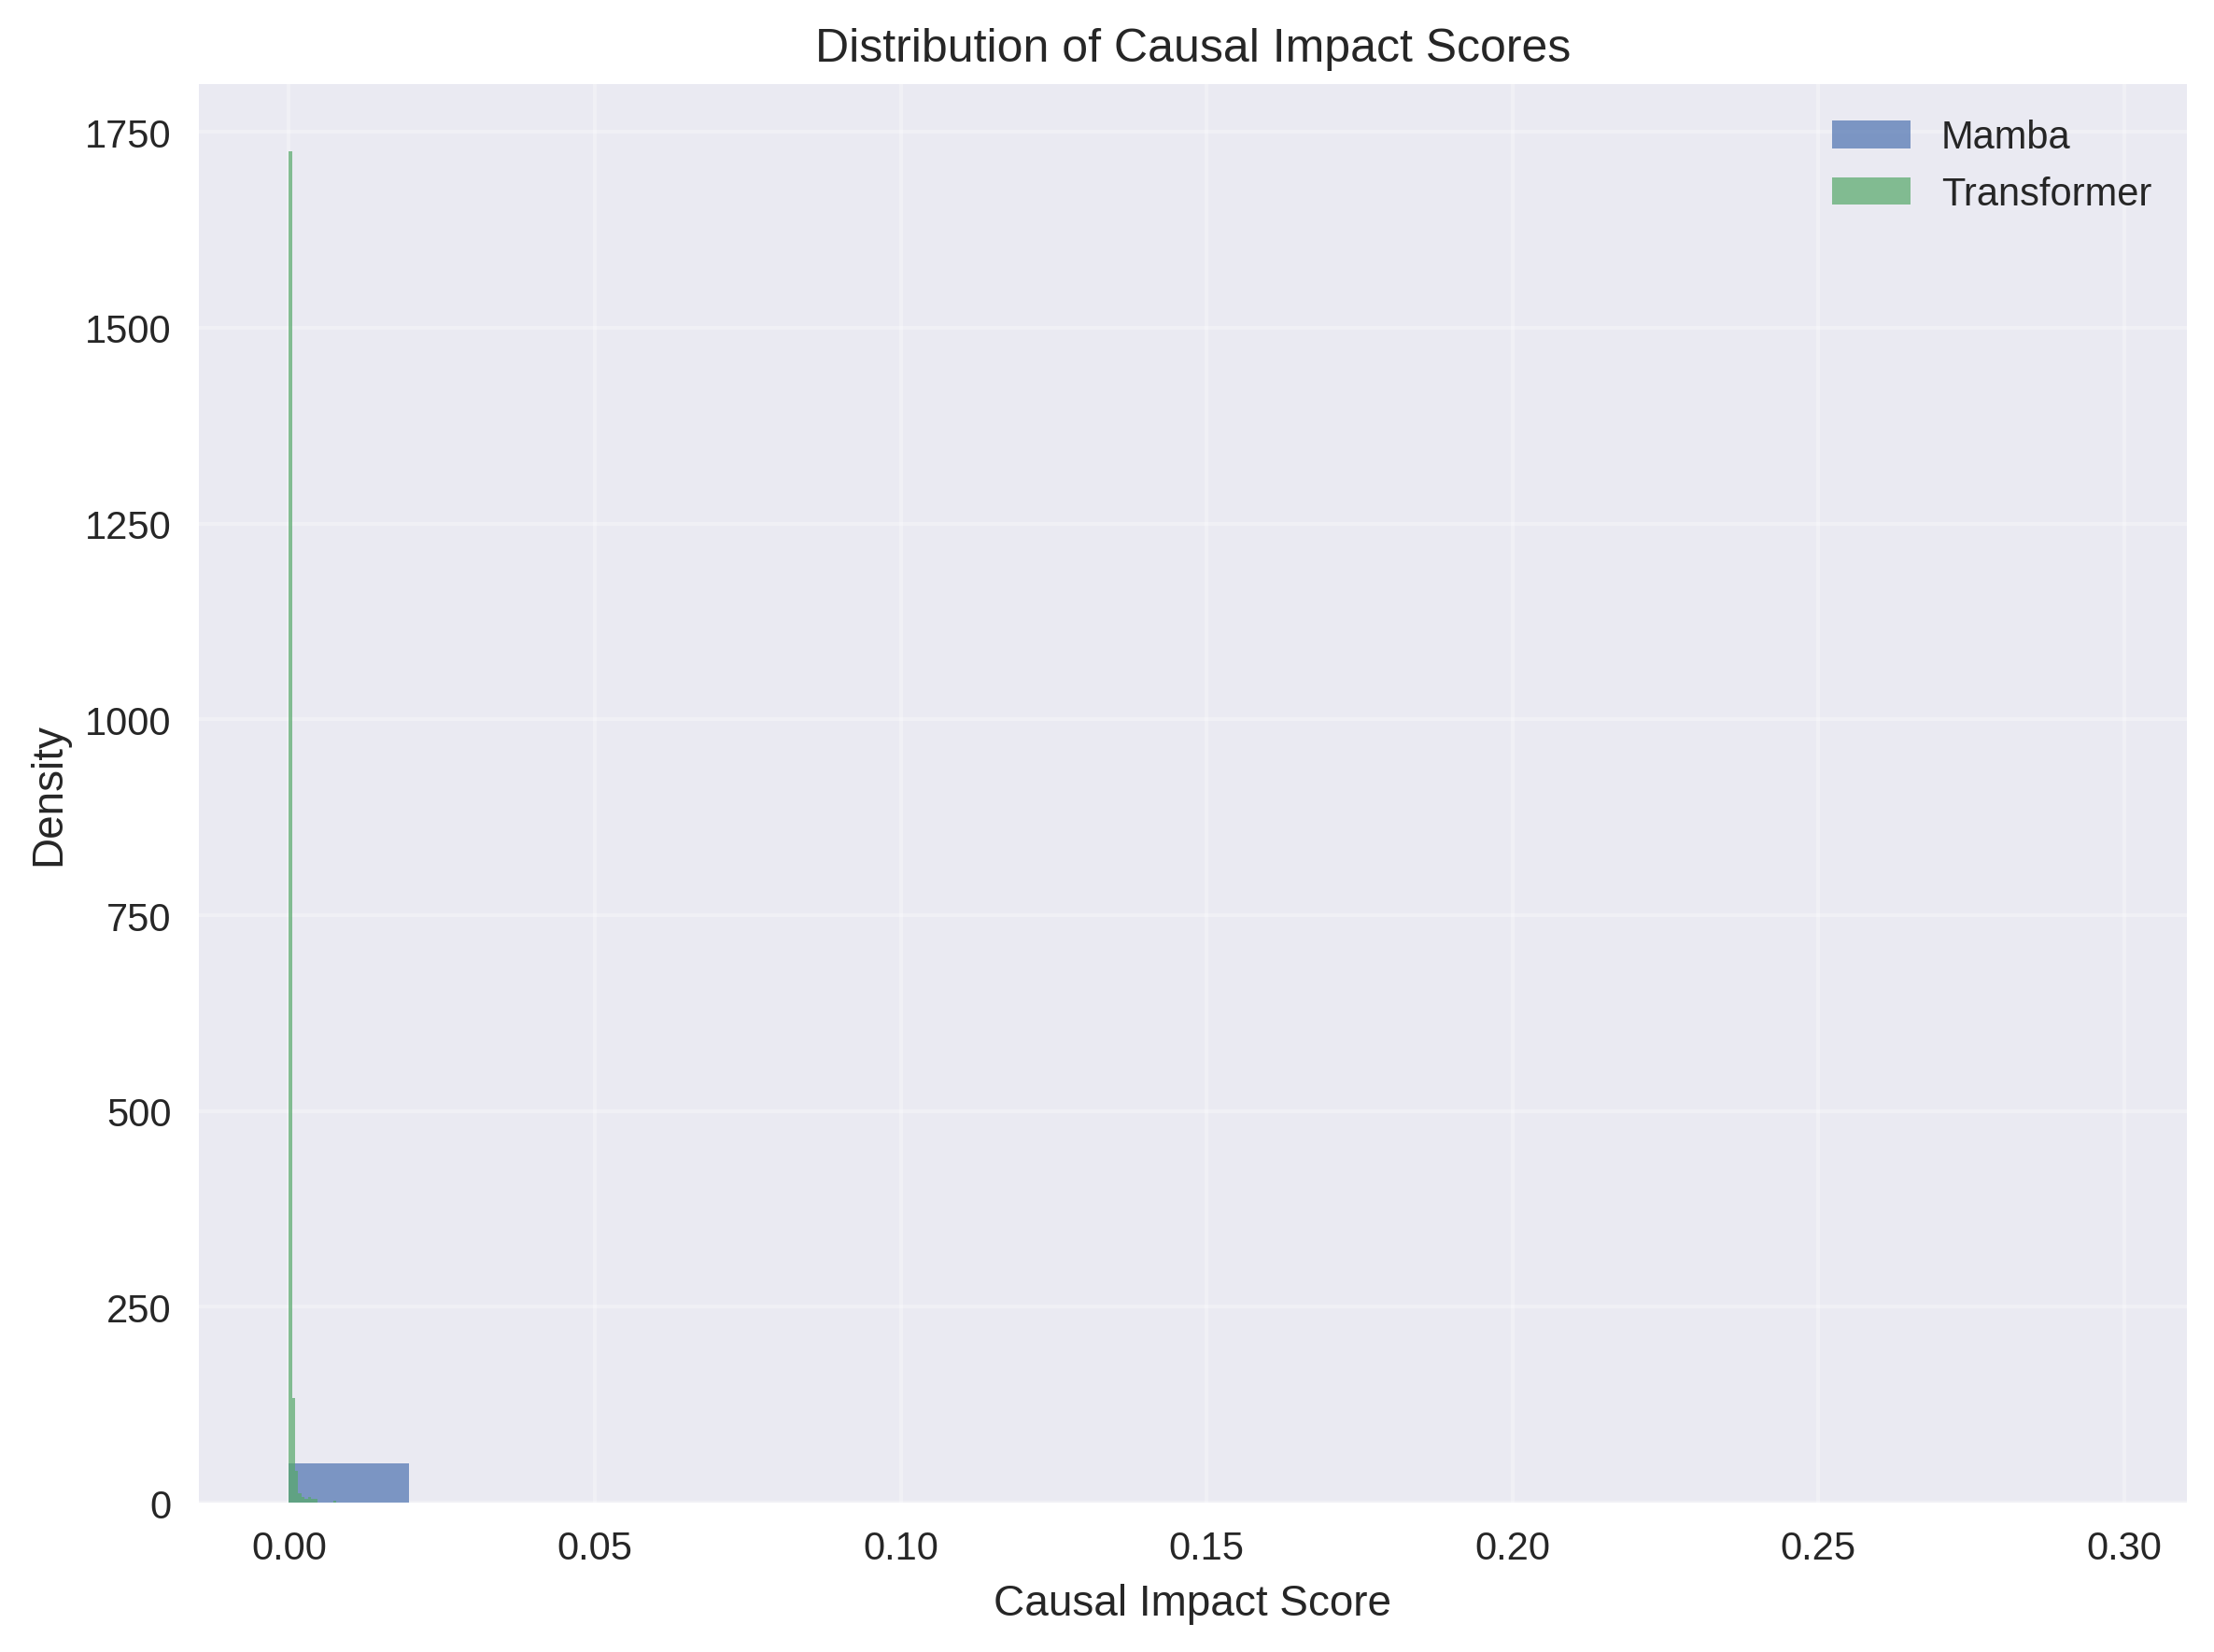 Distribution of Causal Impact Scores
Mamba
Transformer
Density
1750
1500
1250
1000
750
500
250
0
0.00 0.05 0.10 0.15 0.20 0.25 0.30
Causal Impact Score